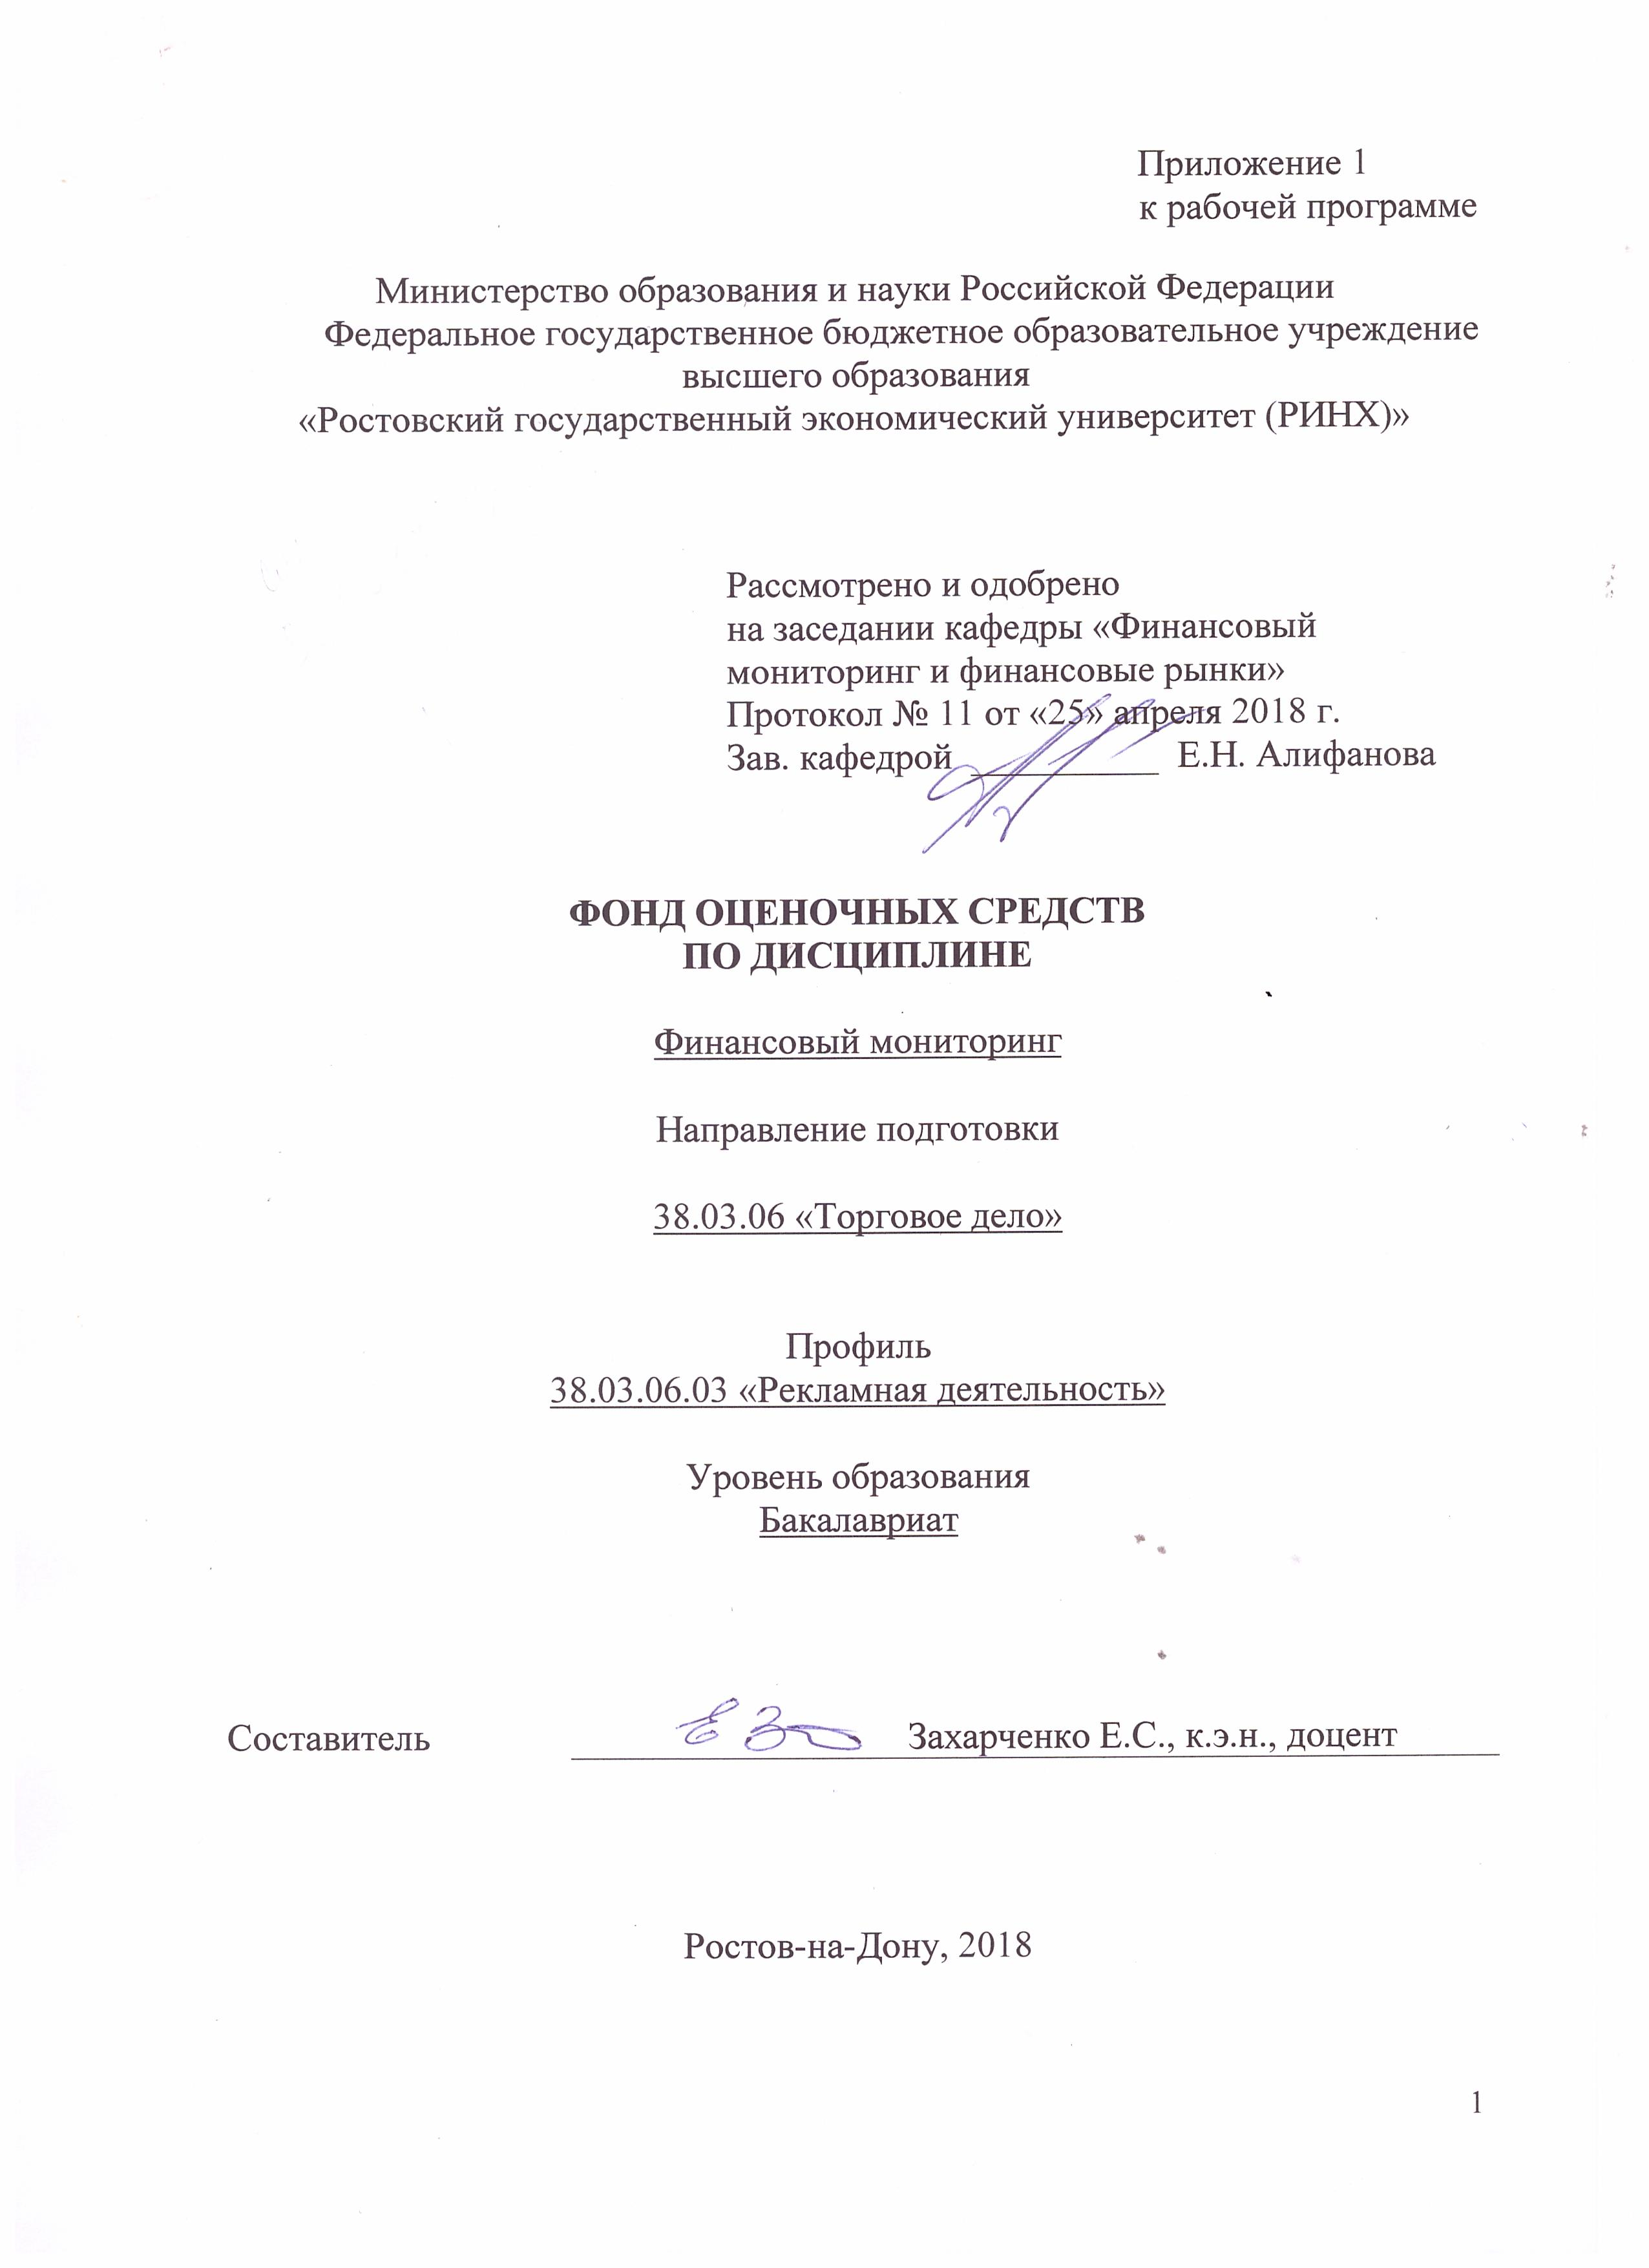 Приложение 1
к рабочей программе
Министерство образования и науки Российской Федерации
Федеральное государственное бюджетное образовательное учреждение
высшего образования
«Ростовский государственный экономический университет (РИНХ)»
Рассмотрено и одобрено
на заседании кафедры «Финансовый
мониторинг и финансовые рынки»
Протокол № 11 от «25» апреля 2018 г.
Зав. кафедрой ___________ Е.Н. Алифанова
ФОНД ОЦЕНОЧНЫХ СРЕДСТВ
ПО ДИСЦИПЛИНЕ
Финансовый мониторинг
Направление подготовки
38.03.06 «Торговое дело»
Профиль
38.03.06.03 «Рекламная деятельность»
Уровень образования
Бакалавриат
Составитель Захарченко Е.С., к.э.н., доцент
Ростов-на-Дону, 2018
1